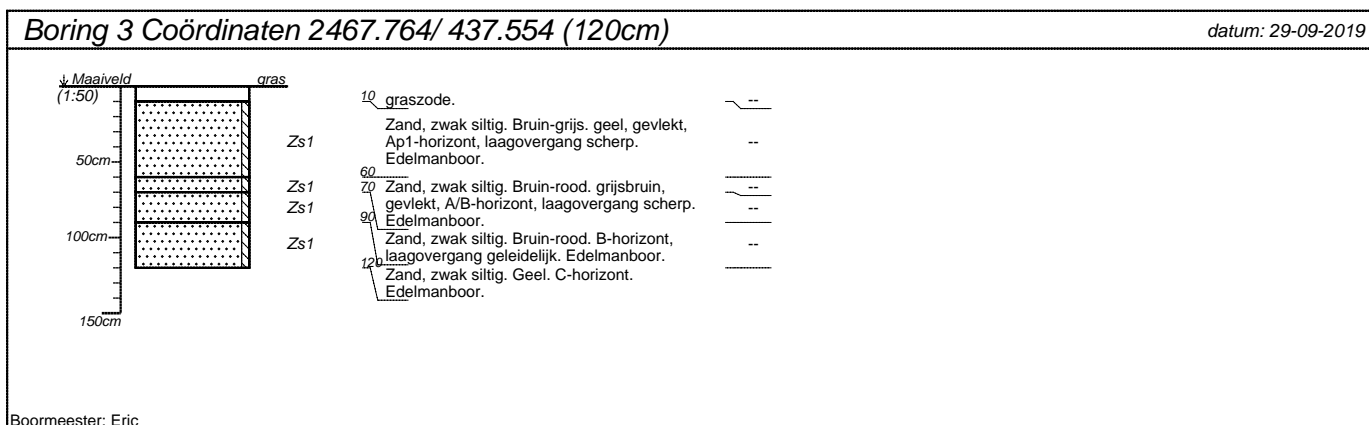 Boring 3 Coördinaten 2467.764/ 437.554 (120cm)
datum: 29-09-2019
Maaiveld
gras
(1:50)
10 graszode.
--
Zand, zwak siltig. Bruin-grijs. geel, gevlekt,
Zs1
Ap1-horizont, laagovergang scherp.
--
Edelmanboor.
50cm
60
Zs1
70 Zand, zwak siltig. Bruin-rood. grijsbruin,
--
Zs1
gevlekt, A/B-horizont, laagovergang scherp.
--
90 Edelmanboor.
100cm
Zs1
Zand, zwak siltig. Bruin-rood. B-horizont,
--
laagovergang geleidelijk. Edelmanboor.
120
Zand, zwak siltig. Geel. C-horizont.
Edelmanboor.
150cm
Boormeester: Eric